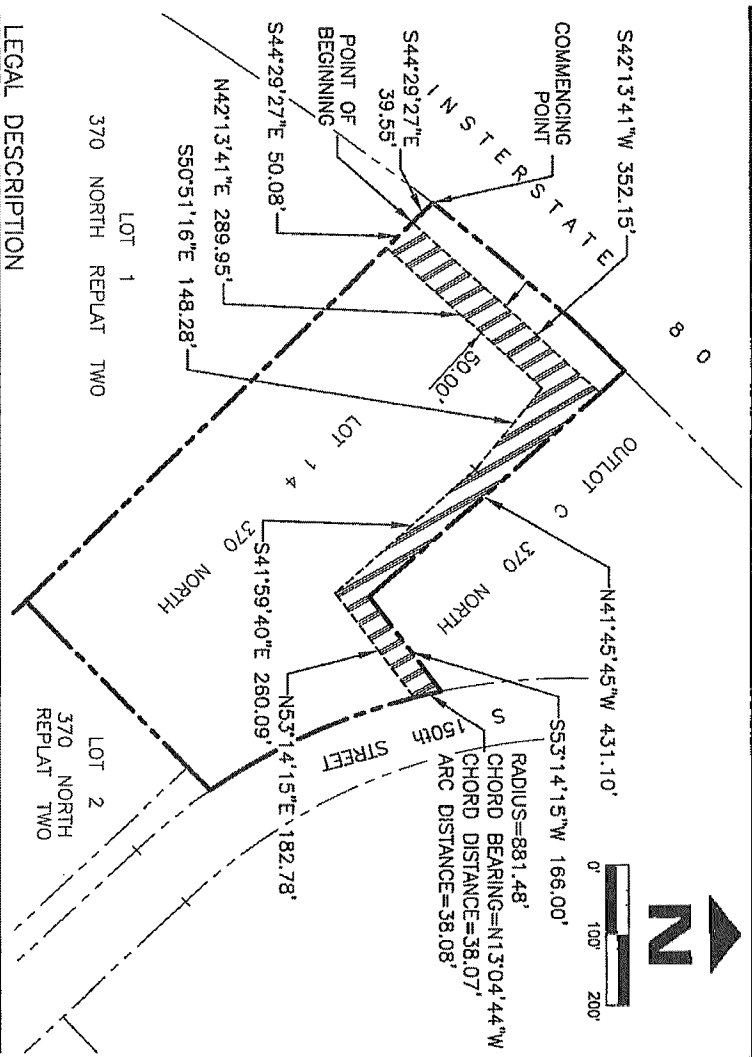 S42°13'41"W 352.15'
COMMENCING
POINT
S44°29'27"E
39.55'
POINT OF
BEGINNING
S44°29'27"E 50.08'
N42°13'41"E 289.95'
S50°51'16"E 148.28'
INSTERSTATE
80
50.00'
LOT 14
370 NORTH
OUTLOT C
370 NORTH
N41°45'45"W 431.10'
S53°14'15"W 166.00'
RADIUS=881.48'
CHORD BEARING=N13°04'44"W
CHORD DISTANCE=38.07'
ARC DISTANCE=38.08'
S41°59'40"E 260.09'
N53°14'15"E 182.78'
S 150th
STREET
LOT 1
370 NORTH REPLAT TWO
LOT 2
370 NORTH
REPLAT TWO
N
0' 100' 200'
LEGAL DESCRIPTION